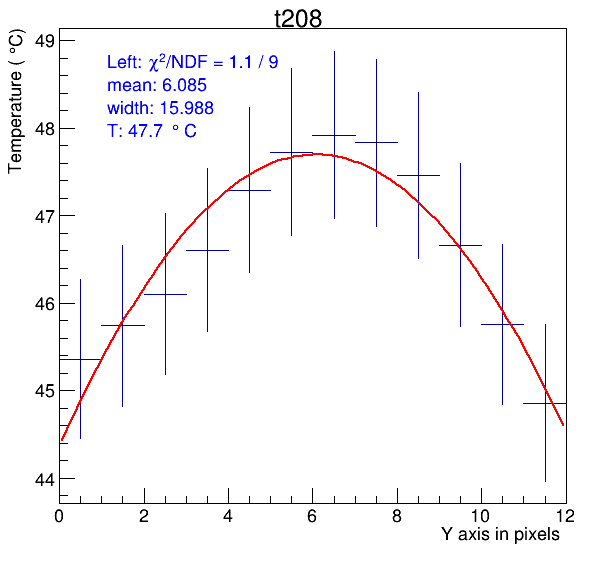 t208
Temperature ( °C)
Left: χ²/NDF = 1.1 / 9
mean: 6.085
width: 15.988
T: 47.7 ° C
49
48
47
46
45
44
0 2 4 6 8 10 12
Y axis in pixels